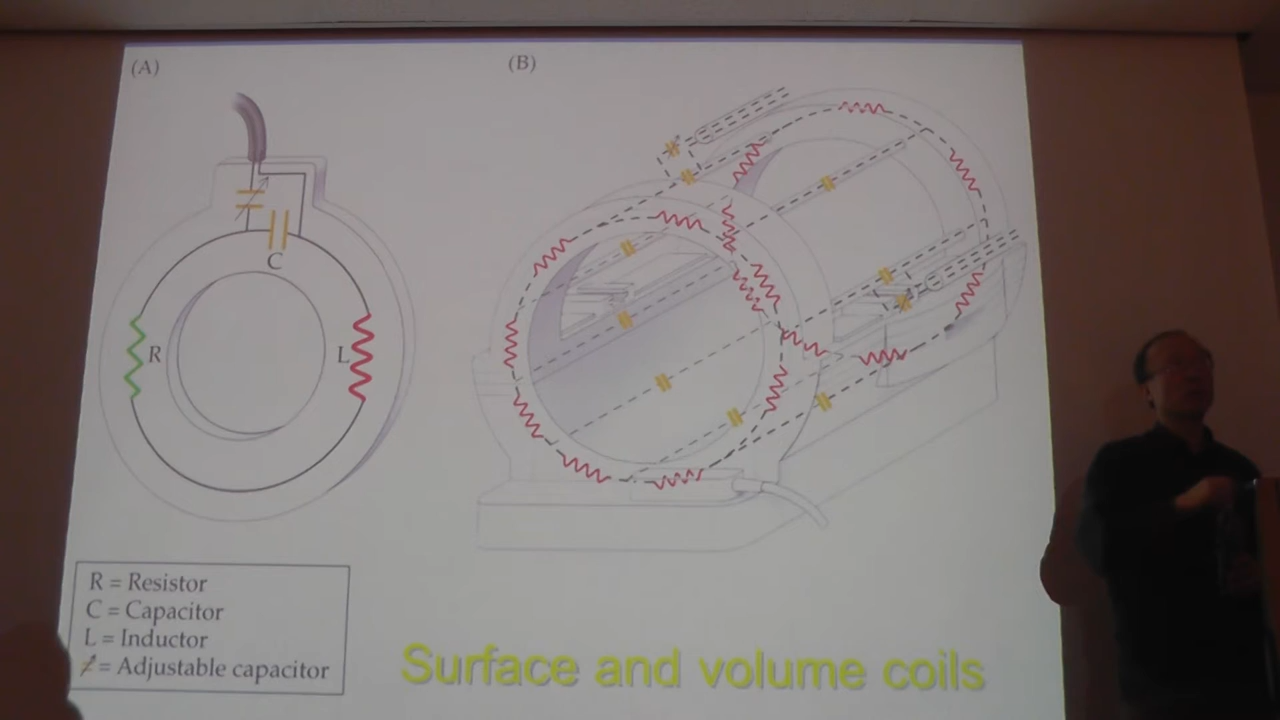 (A)
(B)
C
R
L
R = Resistor
C = Capacitor
L = Inductor
= Adjustable capacitor
Surface and volume coils